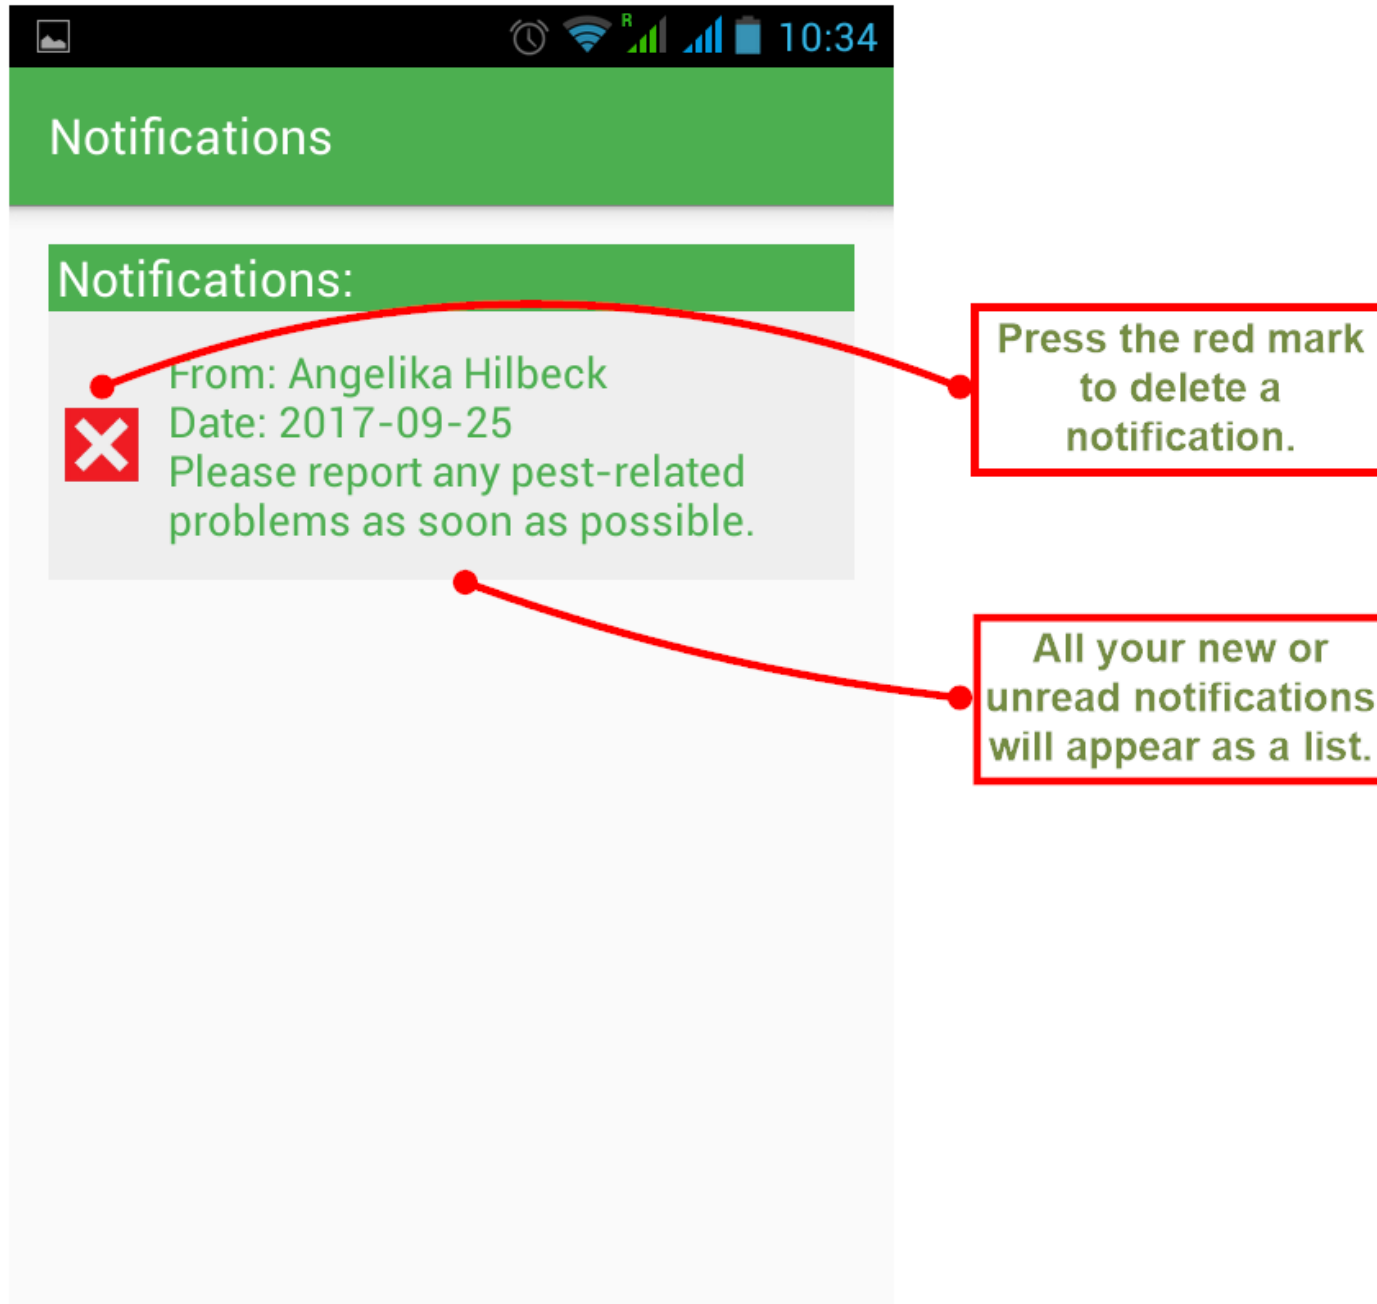 R
10:34
Notifications
Notifications:
From: Angelika Hilbeck
Date: 2017-09-25
Please report any pest-related
problems as soon as possible.
Press the red mark
to delete a
notification.
All your new or
unread notifications
will appear as a list.